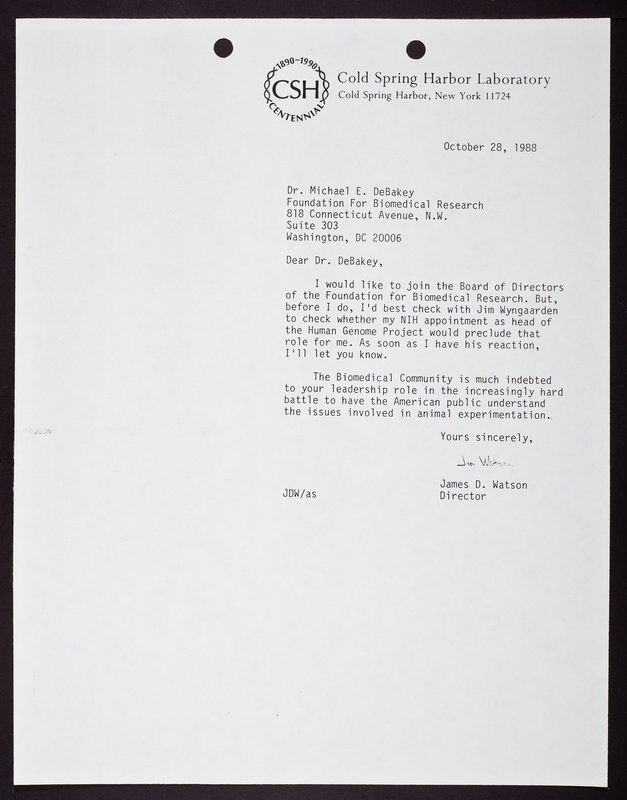 1890-1990
CSH
CENTENNIAL
Cold Spring Harbor Laboratory
Cold Spring Harbor, New York 11724
October 28, 1988
Dr. Michael E. DeBakey
Foundation For Biomedical Research
818 Connecticut Avenue, N.W.
Suite 303
Washington, DC 20006
Dear Dr. DeBakey,
I would like to join the Board of Directors
of the Foundation for Biomedical Research. But,
before I do, I'd best check with Jim Wyngaarden
to check whether my NIH appointment as head of
the Human Genome Project would preclude that
role for me. As soon as I have his reaction,
I'll let you know.
The Biomedical Community is much indebted
to your leadership role in the increasingly hard
battle to have the American public understand
the issues involved in animal experimentation.
Yours sincerely,
Jim Watson
James D. Watson
JDW/as
Director